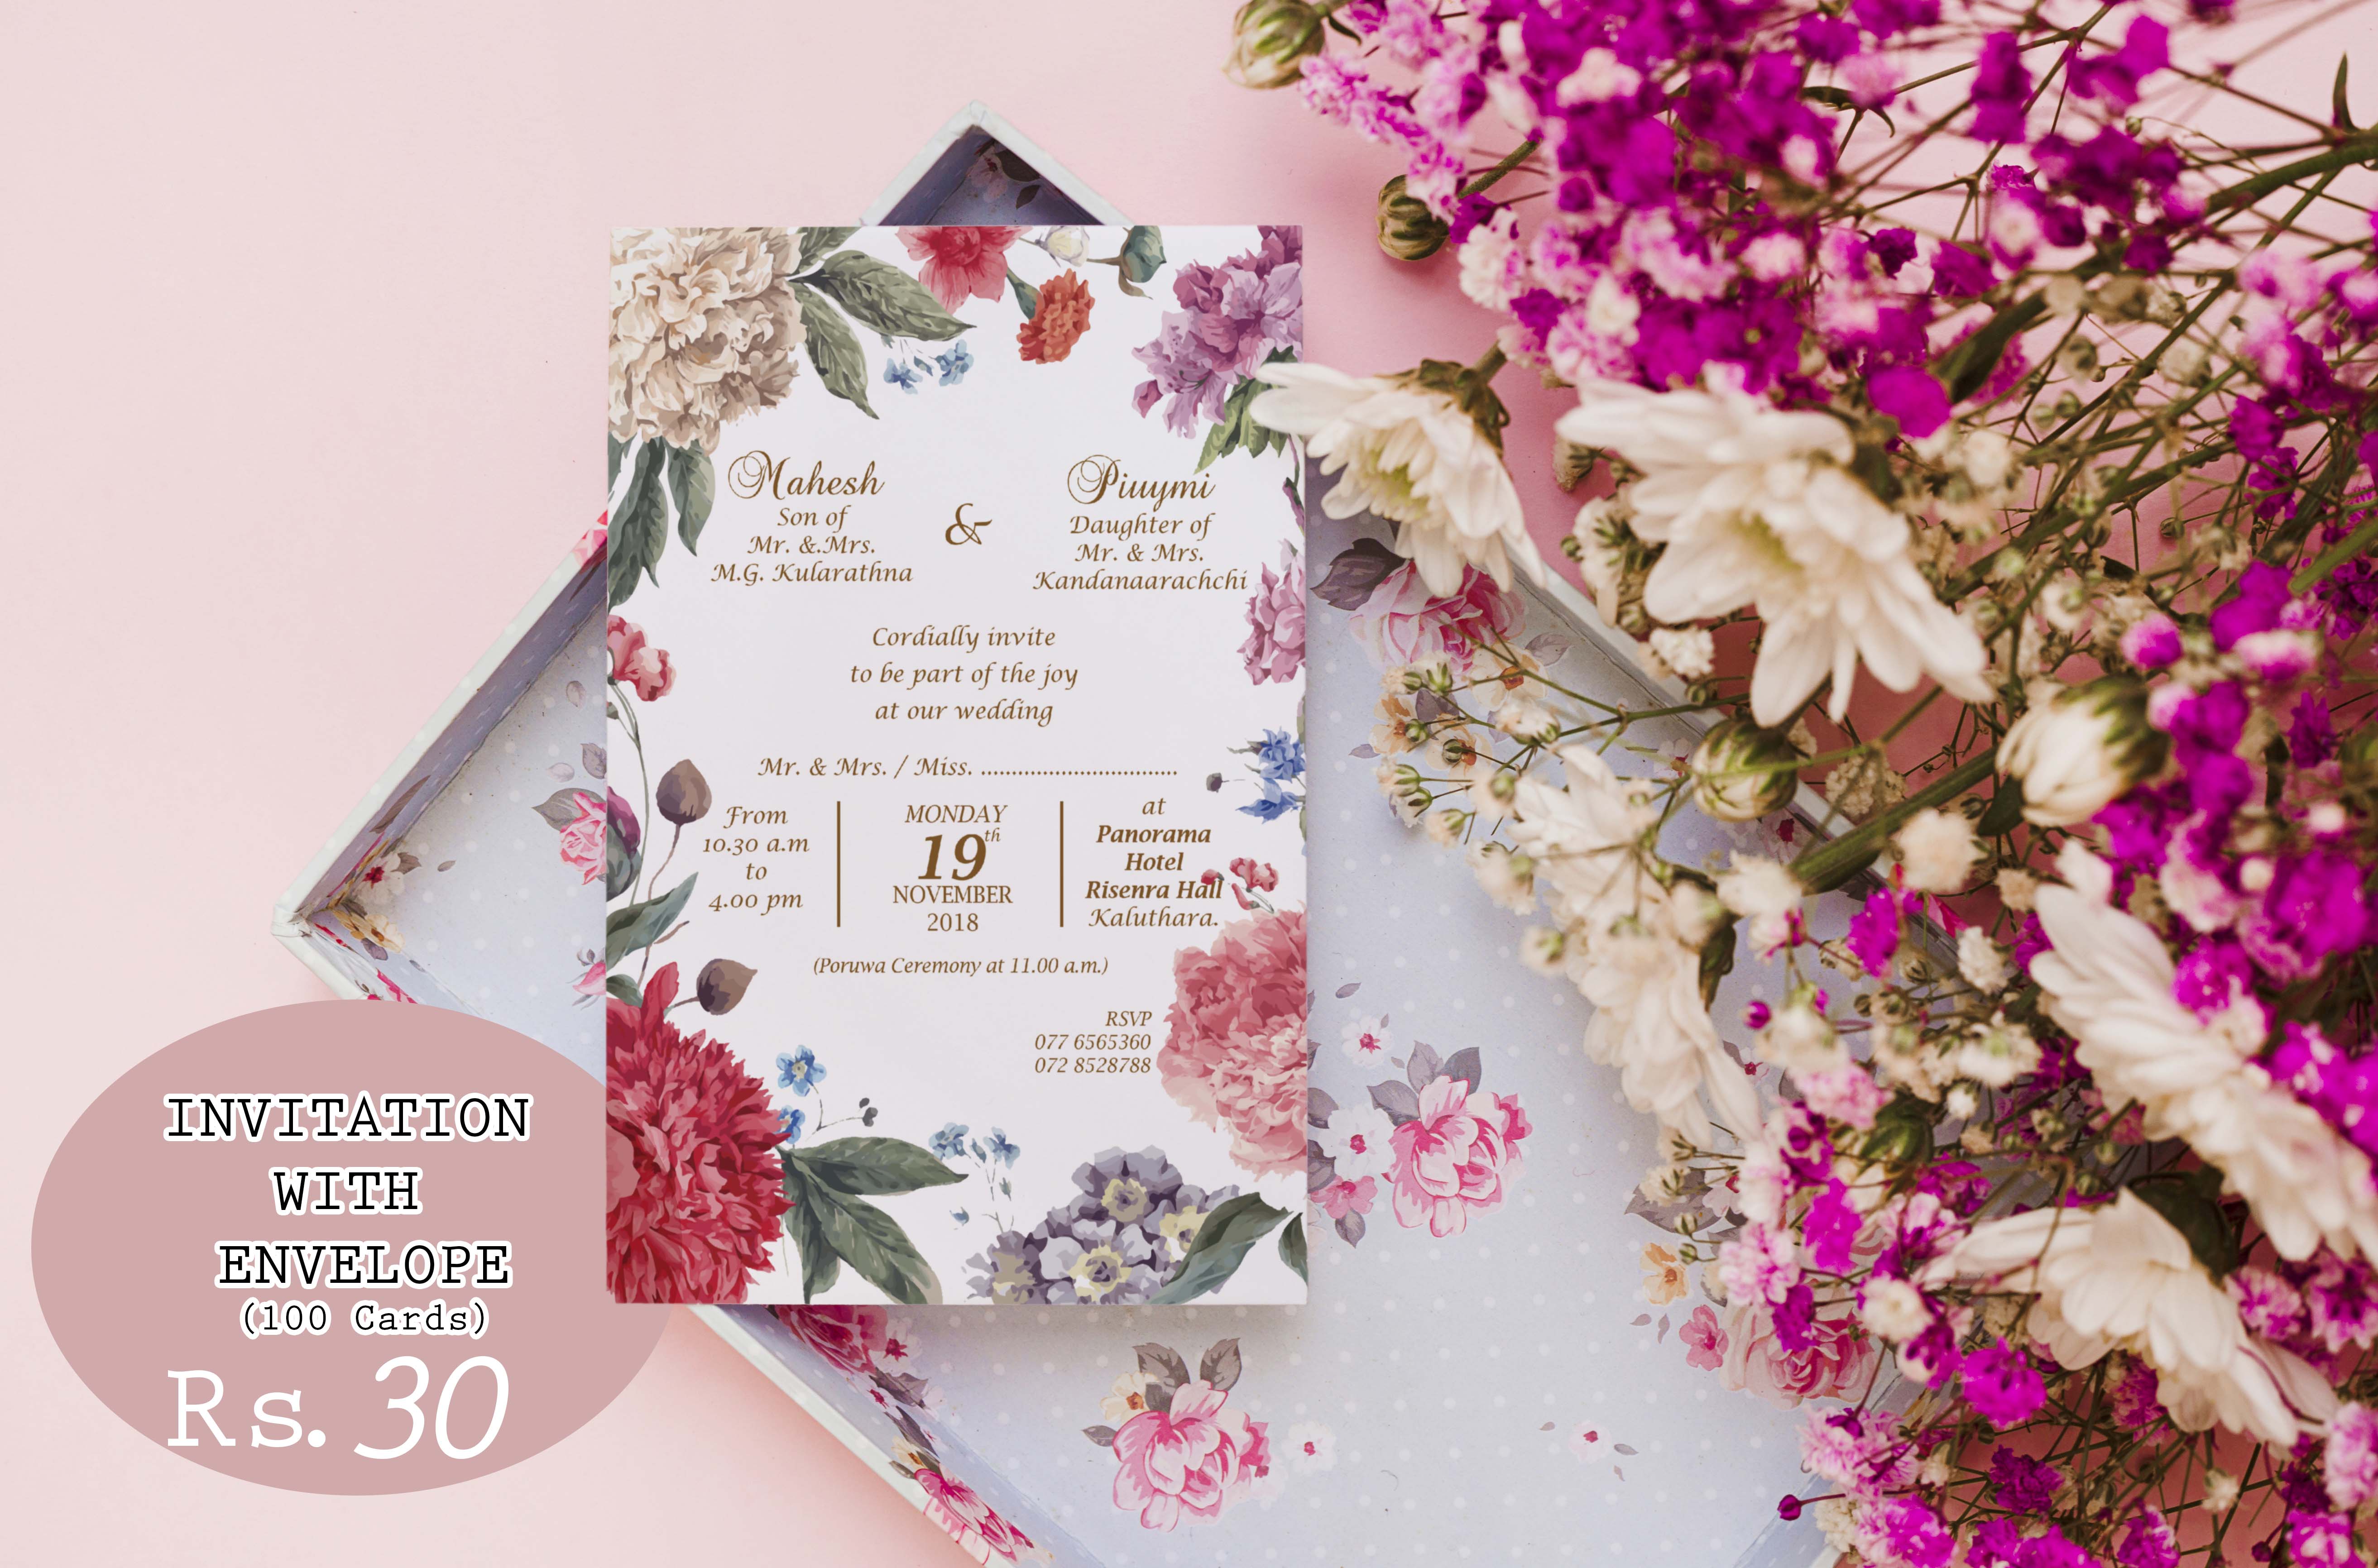 Mahesh
Son of
Mr. &.Mrs.
M.G. Kularathna
&
Piuymi
Daughter of
Mr. & Mrs.
Kandanaarachchi
Cordially invite
to be part of the joy
at our wedding
Mr. & Mrs. / Miss. .................................
From
10.30 a.m
to
4.00 pm
MONDAY
19th
NOVEMBER
2018
at
Panorama
Hotel
Risenra Hall
Kaluthara.
(Poruwa Ceremony at 11.00 a.m.)
RSVP
077 6565360
072 8528788
INVITATION
WITH
ENVELOPE
(100 Cards)
Rs. 30